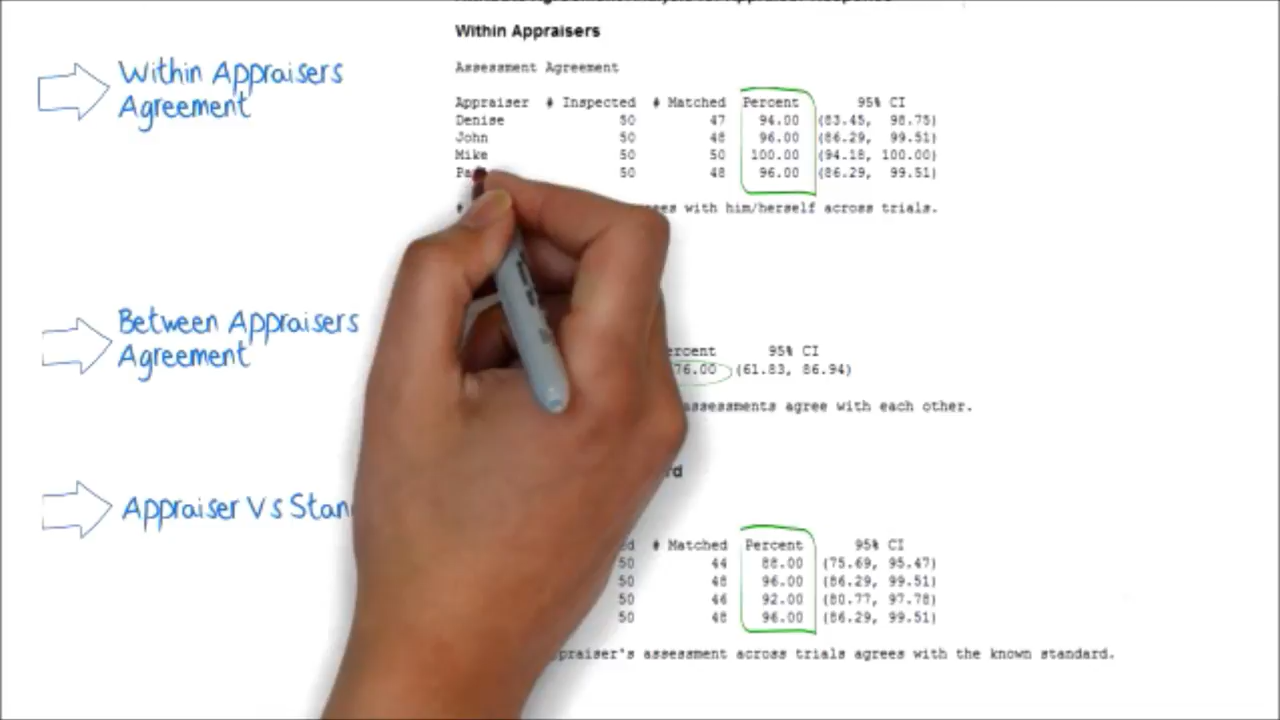 Within Appraisers
Within Appraisers
Agreement
Assessment Agreement
Appraiser # Inspected # Matched Percent 95% CI
Denise 50 47 94.00 (83.45, 98.75)
John 50 48 96.00 (86.29, 99.51)
Mike 50 50 100.00 (94.18, 100.00)
50 48 96.00 (86.29, 99.51)
# with him/herself across trials.
Between Appraisers
Agreement
95% CI
76.00 (61.83, 86.94)
assessments agree with each other.
Appraiser Vs
# Matched Percent 95% CI
50 44 88.00 (75.69, 95.47)
50 48 96.00 (86.29, 99.51)
50 46 92.00 (80.77, 97.78)
50 48 96.00 (86.29, 99.51)
assessment across trials agrees with the known standard.